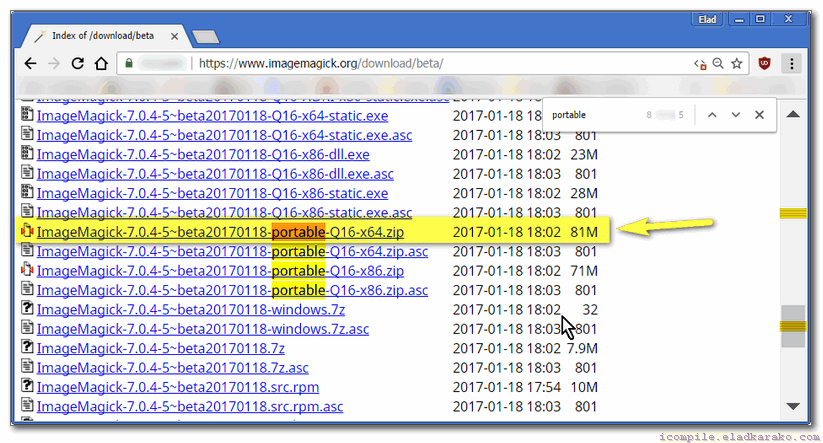 Elad
Index of /download/beta
https://www.imagemagick.org/download/beta/
portable 8 5
2017-01-18 18:
ImageMagick-7.0.4-5~beta20170118-Q16-x64-static.exe 2017-01-18 18:
ImageMagick-7.0.4-5~beta20170118-Q16-x64-static.exe.asc 2017-01-18 18:03 801
ImageMagick-7.0.4-5~beta20170118-Q16-x86-dll.exe 2017-01-18 18:02 23M
ImageMagick-7.0.4-5~beta20170118-Q16-x86-dll.exe.asc 2017-01-18 18:03 801
ImageMagick-7.0.4-5~beta20170118-Q16-x86-static.exe 2017-01-18 18:02 28M
ImageMagick-7.0.4-5~beta20170118-Q16-x86-static.exe.asc 2017-01-18 18:03 801
ImageMagick-7.0.4-5~beta20170118-portable-Q16-x64.zip 2017-01-18 18:02 81M
ImageMagick-7.0.4-5~beta20170118-portable-Q16-x64.zip.asc 2017-01-18 18:03 801
ImageMagick-7.0.4-5~beta20170118-portable-Q16-x86.zip 2017-01-18 18:02 71M
ImageMagick-7.0.4-5~beta20170118-portable-Q16-x86.zip.asc 2017-01-18 18:03 801
ImageMagick-7.0.4-5~beta20170118-windows.7z 2017-01-18 18:02 32
ImageMagick-7.0.4-5~beta20170118-windows.7z.asc 2017-01-18 18:03 801
ImageMagick-7.0.4-5~beta20170118.7z 2017-01-18 18:02 7.9M
ImageMagick-7.0.4-5~beta20170118.7z.asc 2017-01-18 18:03 801
ImageMagick-7.0.4-5~beta20170118.src.rpm 2017-01-18 17:54 10M
ImageMagick-7.0.4-5~beta20170118.src.rpm.asc 2017-01-18 18:03 801
icompile.eladkarako.com